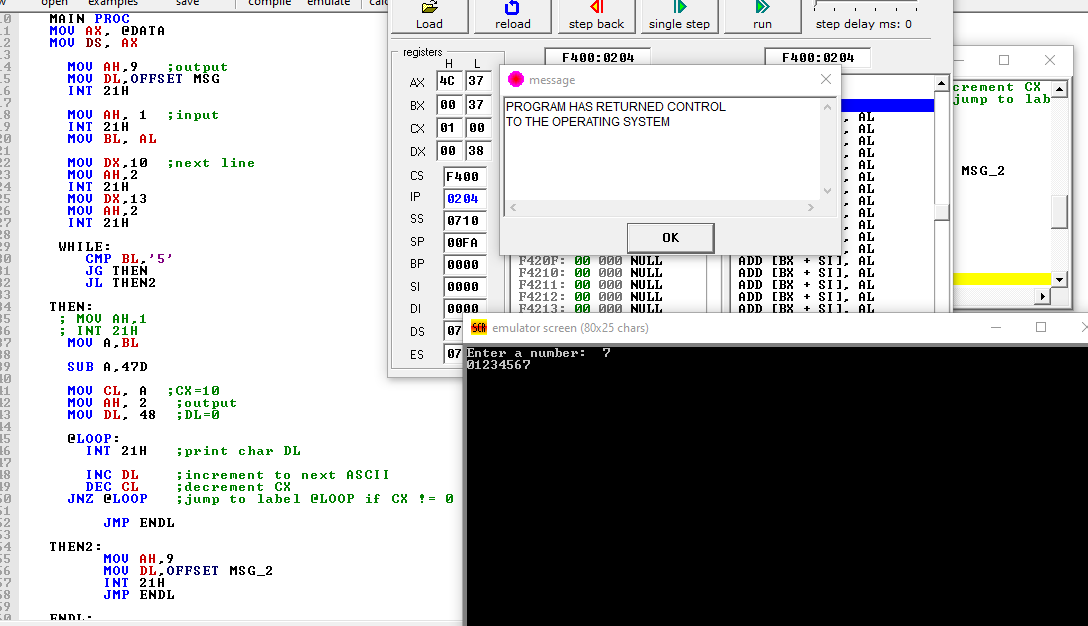 open examples save compile emulate calc
MAIN PROC
MOV AX, @DATA
MOV DS, AX
MOV AH,9 ;output
MOV DL,OFFSET MSG
INT 21H
MOV AH, 1 ;input
INT 21H
MOV BL, AL
MOV DX,10 ;next line
MOV AH,2
INT 21H
MOV DX,13
MOV AH,2
INT 21H
WHILE:
CMP BL,'5'
JG THEN
JL THEN2
THEN:
; MOV AH,1
; INT 21H
MOV A,BL
SUB A,47D
MOV CL, A ;CX=10
MOV AH, 2 ;output
MOV DL, 48 ;DL=0
@LOOP:
INT 21H ;print char DL
INC DL ;increment to next ASCII
DEC CL ;decrement CX
JNZ @LOOP ;jump to label @LOOP if CX != 0
JMP ENDL
THEN2:
MOV AH,9
MOV DL,OFFSET MSG_2
INT 21H
JMP ENDL
ENDL:
Load reload step back single step run step delay ms: 0
registers
F400:0204 F400:0204
H L
AX 4C 37
BX 00 37
CX 01 00
DX 00 38
CS F400
IP 0204
SS 0710
SP 00FA
BP 0000
SI 0000
DI 0000
DS 07
ES 07
message
PROGRAM HAS RETURNED CONTROL
TO THE OPERATING SYSTEM
OK
, AL
, AL
, AL
, AL
, AL
, AL
, AL
, AL
, AL
, AL
, AL
, AL
F420F: 00 000 NULL ADD [BX + SI], AL
F4210: 00 000 NULL ADD [BX + SI], AL
F4211: 00 000 NULL ADD [BX + SI], AL
F4212: 00 000 NULL ADD [BX + SI], AL
F4213: 00 000 NULL ADD [BX + SI], AL
crement CX
jump to lab
MSG_2
SCR emulator screen (80x25 chars)
Enter a number: 7
01234567